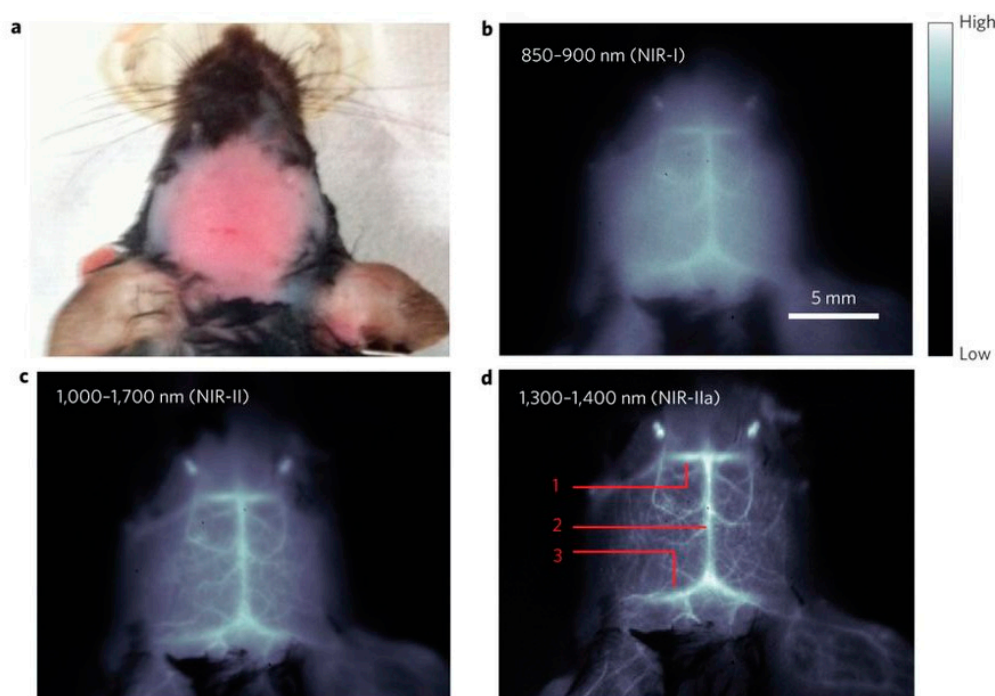 a
b
850–900 nm (NIR-I)
5 mm
High
Low
c
1,000–1,700 nm (NIR-II)
d
1,300–1,400 nm (NIR-IIa)
1
2
3